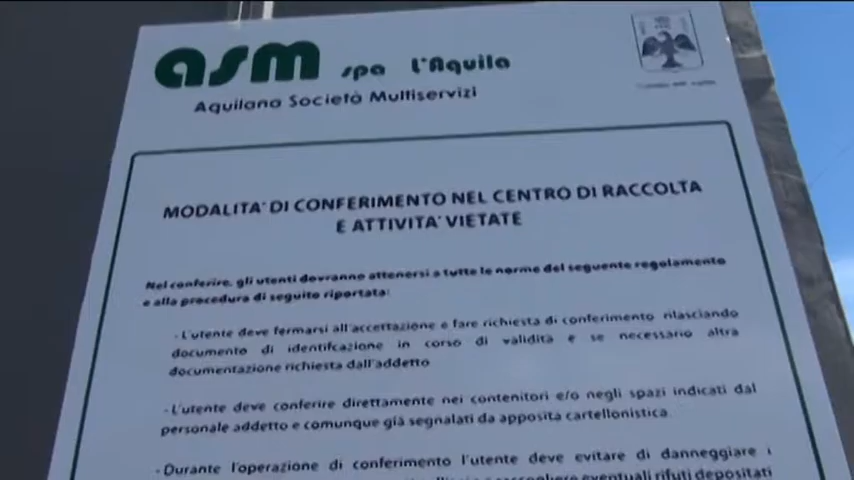 asm spa L'Aquila
Aquilana Società Multiservizi
MODALITA' DI CONFERIMENTO NEL CENTRO DI RACCOLTA
E ATTIVITA' VIETATE
Nel conferire, gli utenti dovranno attenersi a tutte le norme del seguente regolamento
e alla procedura di seguito riportata:
- L'utente deve fermarsi all'accettazione e fare richiesta di conferimento rilasciando
documento di identifcazione in corso di validità e se necessario altra
documentazione richiesta dall'addetto
- L'utente deve conferire direttamente nei contenitori e/o negli spazi indicati dal
personale addetto e comunque già segnalati da apposita cartellonistica
- Durante l'operazione di conferimento l'utente deve evitare di danneggiare i
eventuali rifiuti depositati